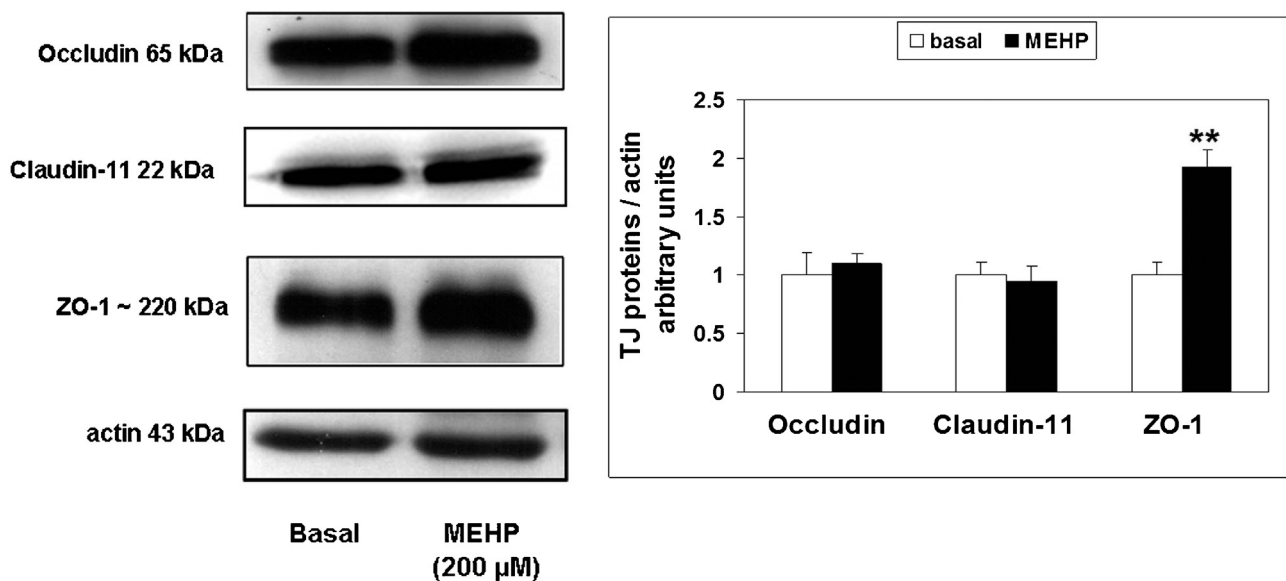 Occludin 65 kDa
Claudin-11 22 kDa
ZO-1 ~ 220 kDa
actin 43 kDa
Basal
MEHP
(200 µM)
basal MEHP
TJ proteins / actin
arbitrary units
2.5
2
1.5
1
0.5
0
**
Occludin Claudin-11 ZO-1